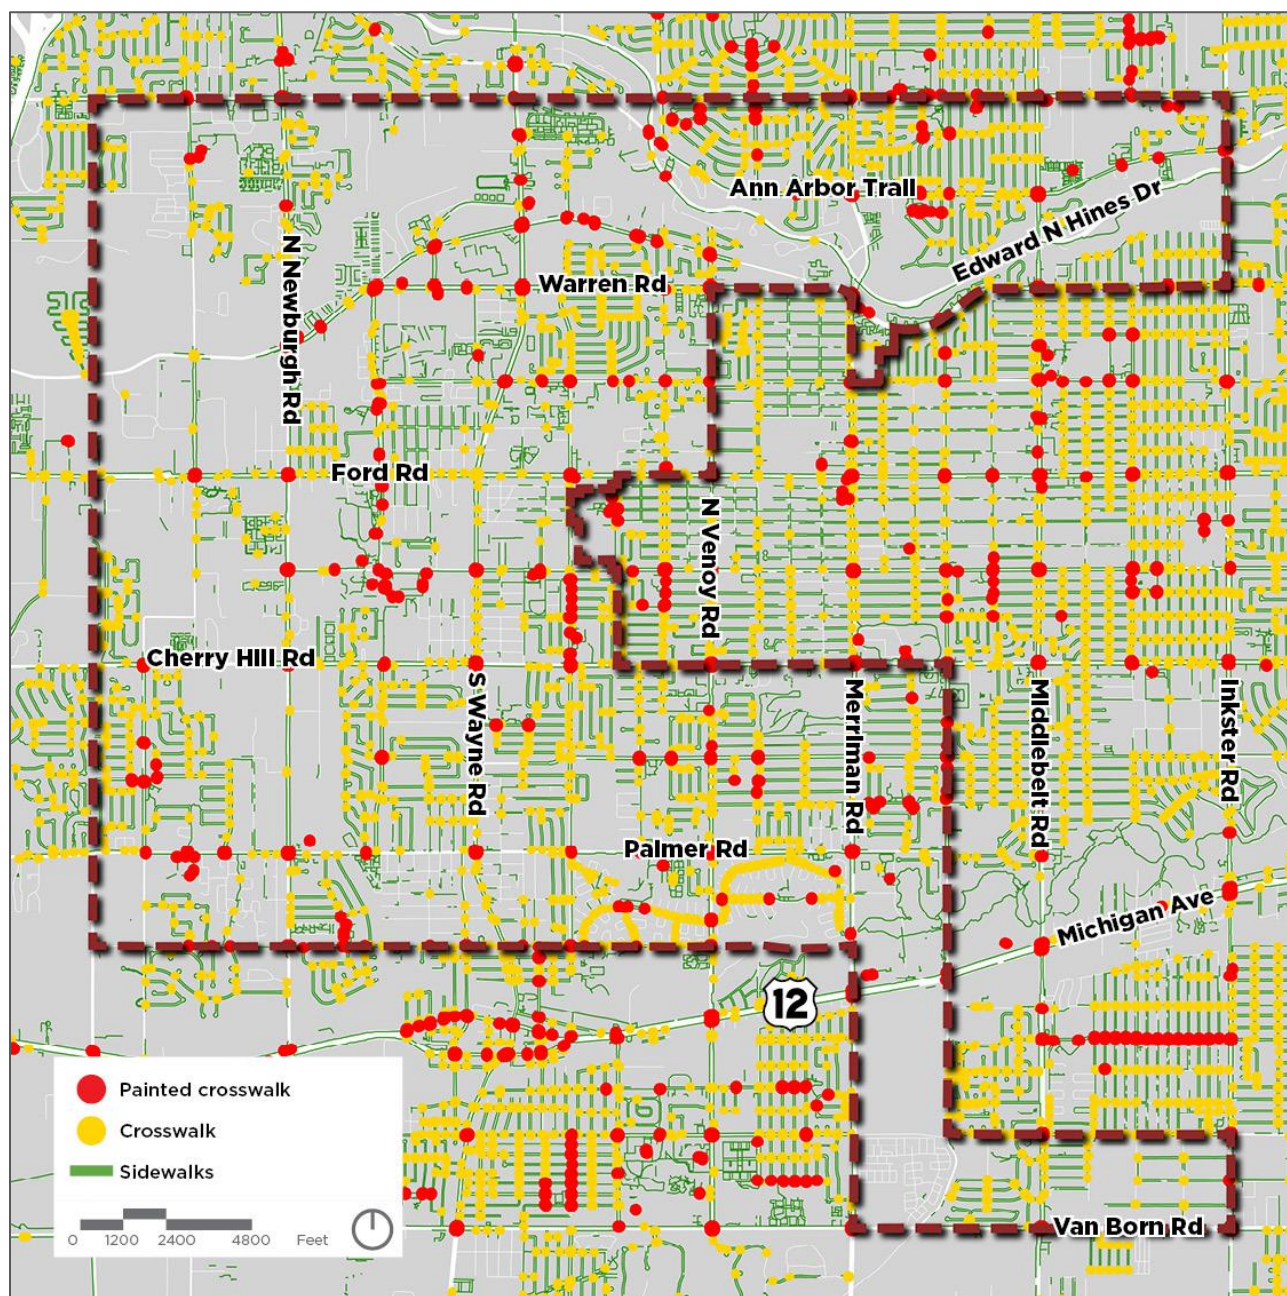 Ann Arbor Trail
Edward N Hines Dr
Warren Rd
N Newburgh Rd
Ford Rd
N Venoy Rd
Cherry Hill Rd
S Wayne Rd
Merriman Rd
Middlebelt Rd
Inkster Rd
Palmer Rd
Michigan Ave
12
Painted crosswalk
Crosswalk
Sidewalks
0 1200 2400 4800 Feet
Van Born Rd